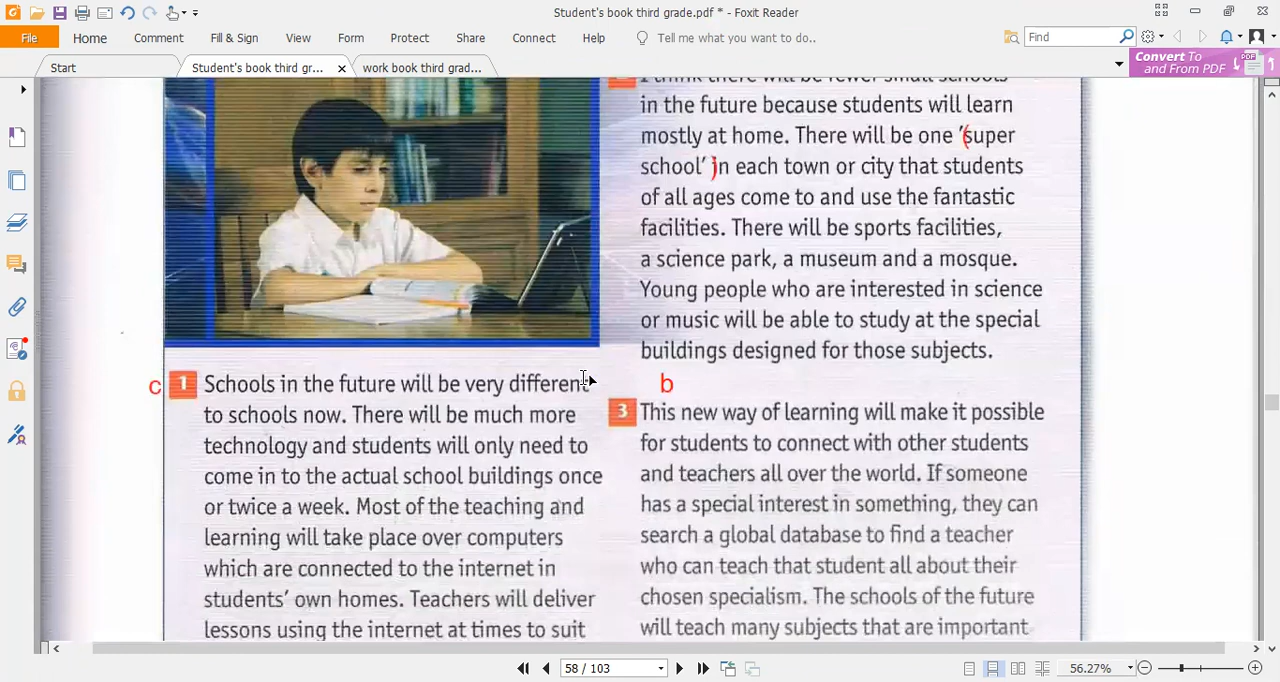 Student's book third grade.pdf * - Foxit Reader
File
Home
Comment
Fill & Sign
View
Form
Protect
Share
Connect
Help
Tell me what you want to do..
Find
Start
Student's book third gr...
work book third grad...
Convert To
and From PDF
PDF
c
1 Schools in the future will be very different
to schools now. There will be much more
technology and students will only need to
come in to the actual school buildings once
or twice a week. Most of the teaching and
learning will take place over computers
which are connected to the internet in
students' own homes. Teachers will deliver
lessons using the internet at times to suit
I think there will be fewer small schools
in the future because students will learn
mostly at home. There will be one '(super
school') in each town or city that students
of all ages come to and use the fantastic
facilities. There will be sports facilities,
a science park, a museum and a mosque.
Young people who are interested in science
or music will be able to study at the special
buildings designed for those subjects.
b
3 This new way of learning will make it possible
for students to connect with other students
and teachers all over the world. If someone
has a special interest in something, they can
search a global database to find a teacher
who can teach that student all about their
chosen specialism. The schools of the future
will teach many subjects that are important
58 / 103
56.27%